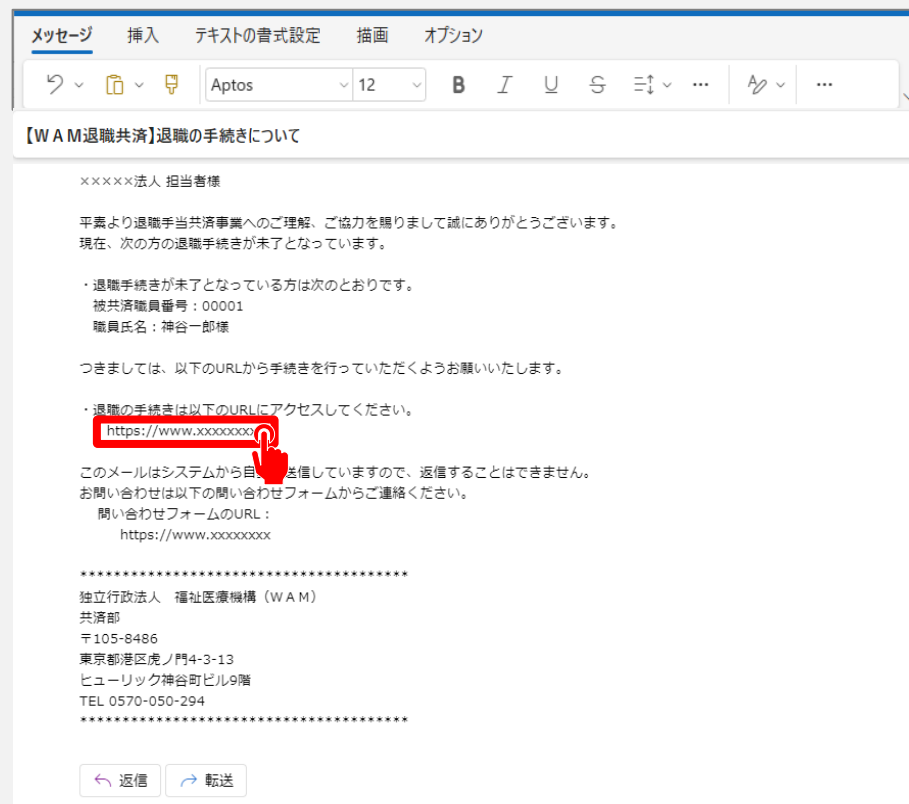 メッセージ 挿入 テキストの書式設定 描画 オプション
Aptos 12 B I U S
【ＷＡＭ退職共済】退職の手続きについて
×××××法人 担当者様
平素より退職手当共済事業へのご理解、ご協力を賜りまして誠にありがとうございます。
現在、次の方の退職手続きが未了となっています。
・退職手続きが未了となっている方は次のとおりです。
被共済職員番号：00001
職員氏名：神谷一郎様
つきましては、以下のURLから手続きを行っていただくようお願いいたします。
・退職の手続きは以下のURLにアクセスしてください。
https://www.xxxxxxxx
このメールはシステムから自 送信していますので、返信することはできません。
お問い合わせは以下の問い合わせフォームからご連絡ください。
問い合わせフォームのURL：
https://www.xxxxxxxx
***************************************
独立行政法人　福祉医療機構（ＷＡＭ）
共済部
〒105-8486
東京都港区虎ノ門4-3-13
ヒューリック神谷町ビル9階
TEL 0570-050-294
***************************************
返信 転送